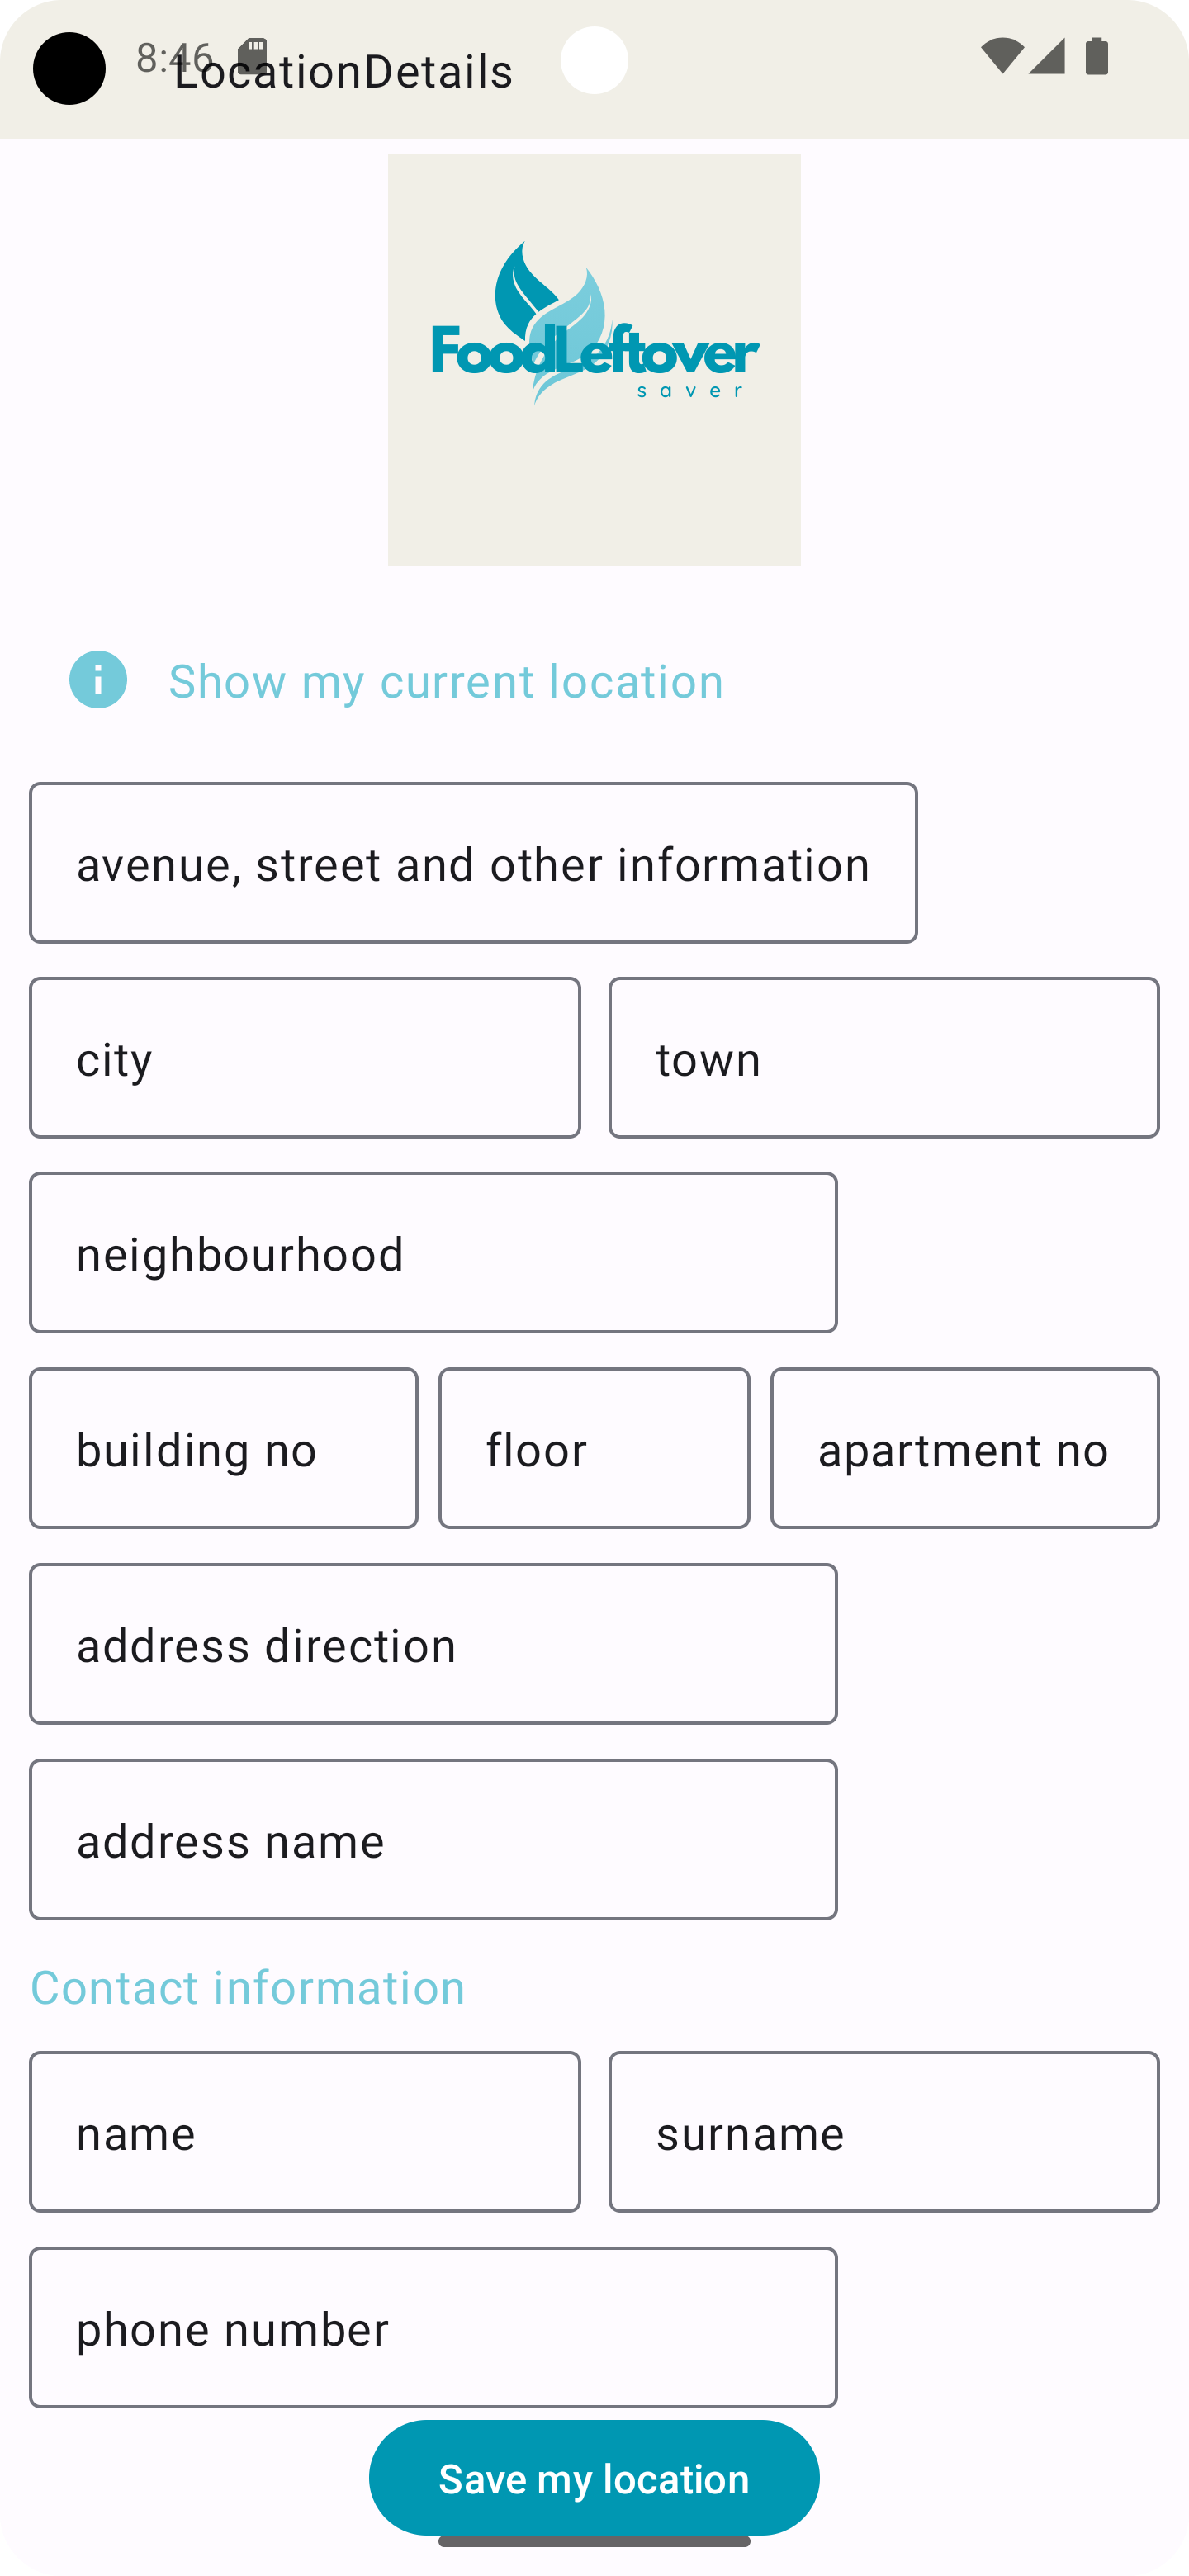 8:46
LocationDetails
FoodLeftover
saver
Show my current location
avenue, street and other information
city town
neighbourhood
building no floor apartment no
address direction
address name
Contact information
name surname
phone number
Save my location